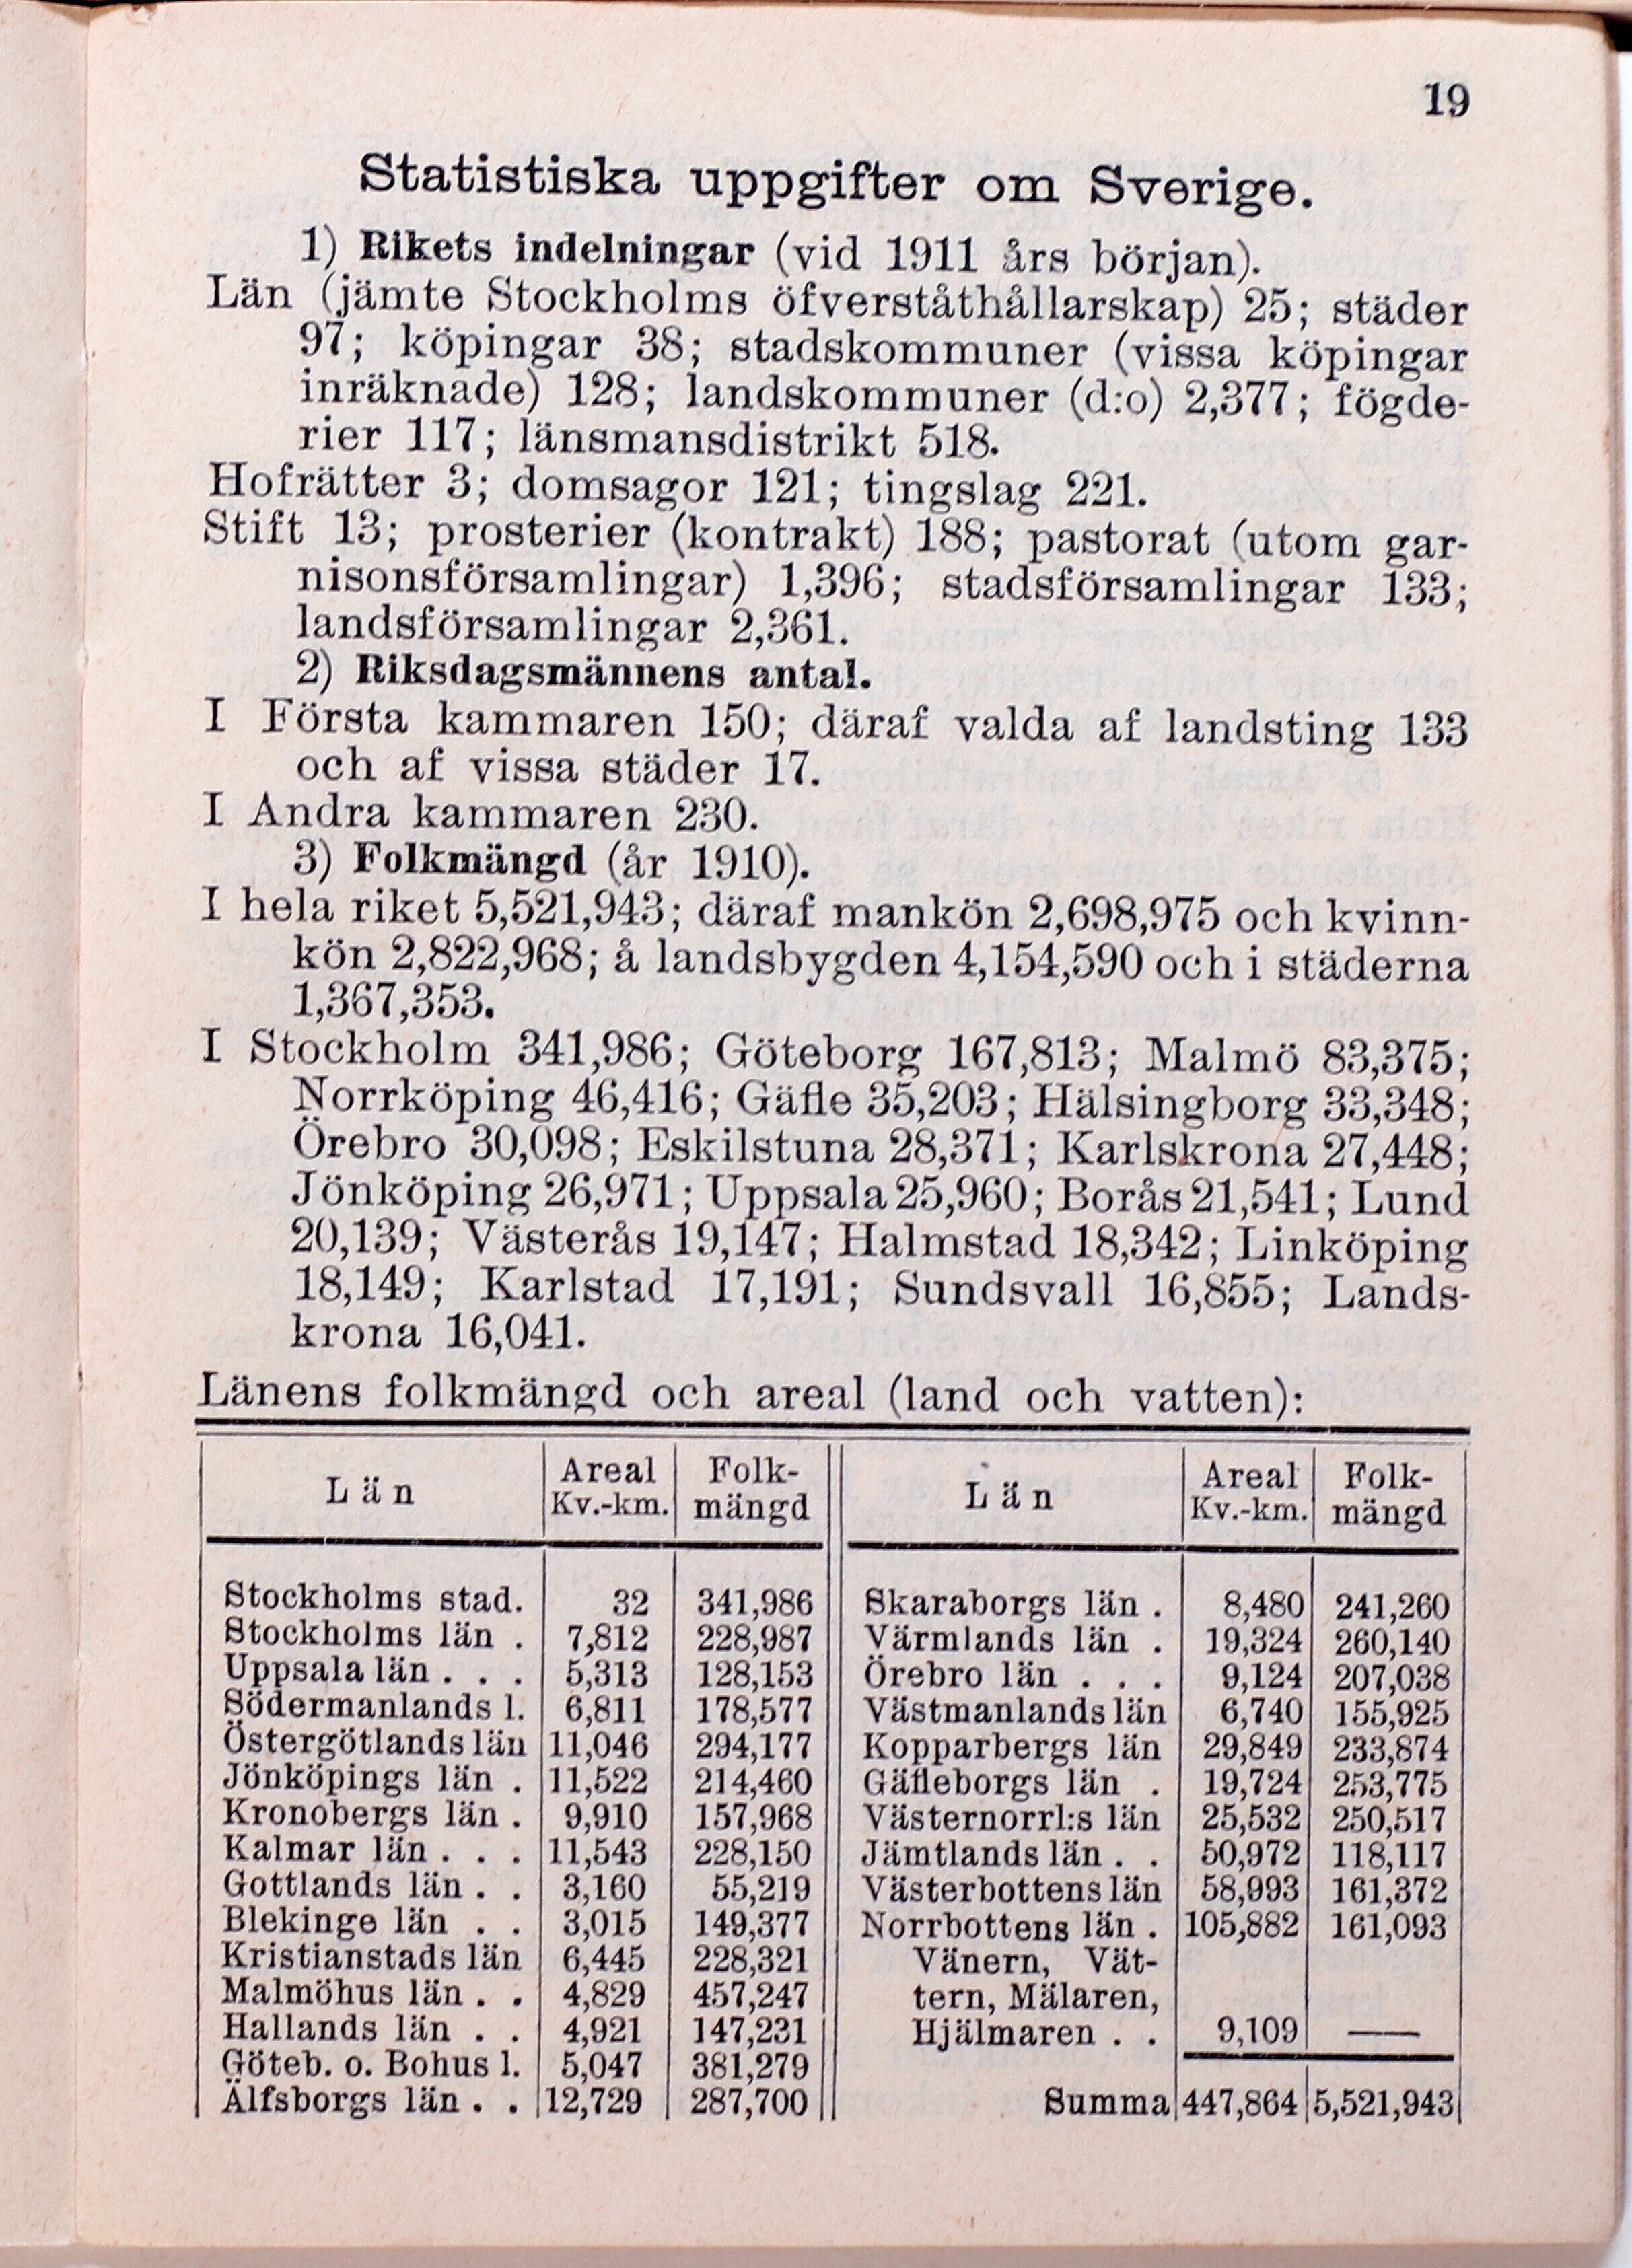 19
Statistiska uppgifter om Sverige.
1) Rikets indelningar (vid 1911 års början).
Län (jämte Stockholms öfverståthållarskap) 25; städer
97; köpingar 38; stadskommuner (vissa köpingar
inräknade) 128; landskommuner (d:o) 2,377; fögde-
rier 117; länsmansdistrikt 518.
Hofrätter 3; domsagor 121; tingslag 221.
Stift 13; prosterier (kontrakt) 188; pastorat (utom gar-
nisonsförsamlingar) 1,396; stadsförsamlingar 133;
landsförsamlingar 2,361.
2) Riksdagsmännens antal.
I Första kammaren 150; däraf valda af landsting 133
och af vissa städer 17.
I Andra kammaren 230.
3) Folkmängd (år 1910).
I hela riket 5,521,943; däraf mankön 2,698,975 och kvinn-
kön 2,822,968; å landsbygden 4,154,590 och i städerna
1,367,353.
I Stockholm 341,986; Göteborg 167,813; Malmö 83,375;
Norrköping 46,416; Gäfle 35,203; Hälsingborg 33,348;
Örebro 30,098; Eskilstuna 28,371; Karlskrona 27,448;
Jönköping 26,971; Uppsala 25,960; Borås 21,541; Lund
20,139; Västerås 19,147; Halmstad 18,342; Linköping
18,149; Karlstad 17,191; Sundsvall 16,855; Lands-
krona 16,041.
Länens folkmängd och areal (land och vatten):
Län Areal Kv.-km. Folk-mängd
Stockholms stad. 32 341,986
Stockholms län . 7,812 228,987
Uppsala län . . . 5,313 128,153
Södermanlands l. 6,811 178,577
Östergötlands län 11,046 294,177
Jönköpings län . 11,522 214,460
Kronobergs län . 9,910 157,968
Kalmar län . . . 11,543 228,150
Gottlands län . . 3,160 55,219
Blekinge län . . 3,015 149,377
Kristianstads län 6,445 228,321
Malmöhus län . . 4,829 457,247
Hallands län . . 4,921 147,231
Göteb. o. Bohus l. 5,047 381,279
Älfsborgs län . . 12,729 287,700
Län Areal Kv.-km. Folk-mängd
Skaraborgs län . 8,480 241,260
Värmlands län . 19,324 260,140
Örebro län . . . 9,124 207,038
Västmanlands län 6,740 155,925
Kopparbergs län 29,849 233,874
Gäfleborgs län . 19,724 253,775
Västernorrl:s län 25,532 250,517
Jämtlands län . . 50,972 118,117
Västerbottens län 58,993 161,372
Norrbottens län . 105,882 161,093
Vänern, Vät-
tern, Mälaren,
Hjälmaren . . 9,109 —
Summa 447,864 5,521,943